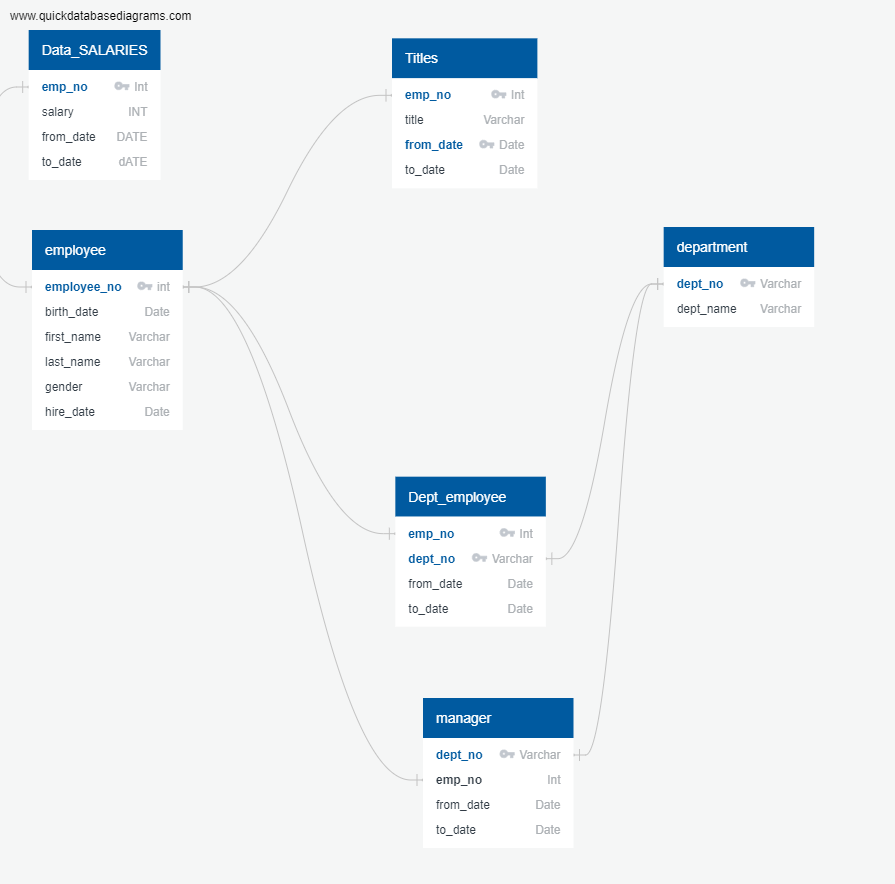 www.quickdatabasediagrams.com
Data_SALARIES
emp_no Int
salary INT
from_date DATE
to_date dATE
Titles
emp_no Int
title Varchar
from_date Date
to_date Date
employee
employee_no int
birth_date Date
first_name Varchar
last_name Varchar
gender Varchar
hire_date Date
department
dept_no Varchar
dept_name Varchar
Dept_employee
emp_no Int
dept_no Varchar
from_date Date
to_date Date
manager
dept_no Varchar
emp_no Int
from_date Date
to_date Date